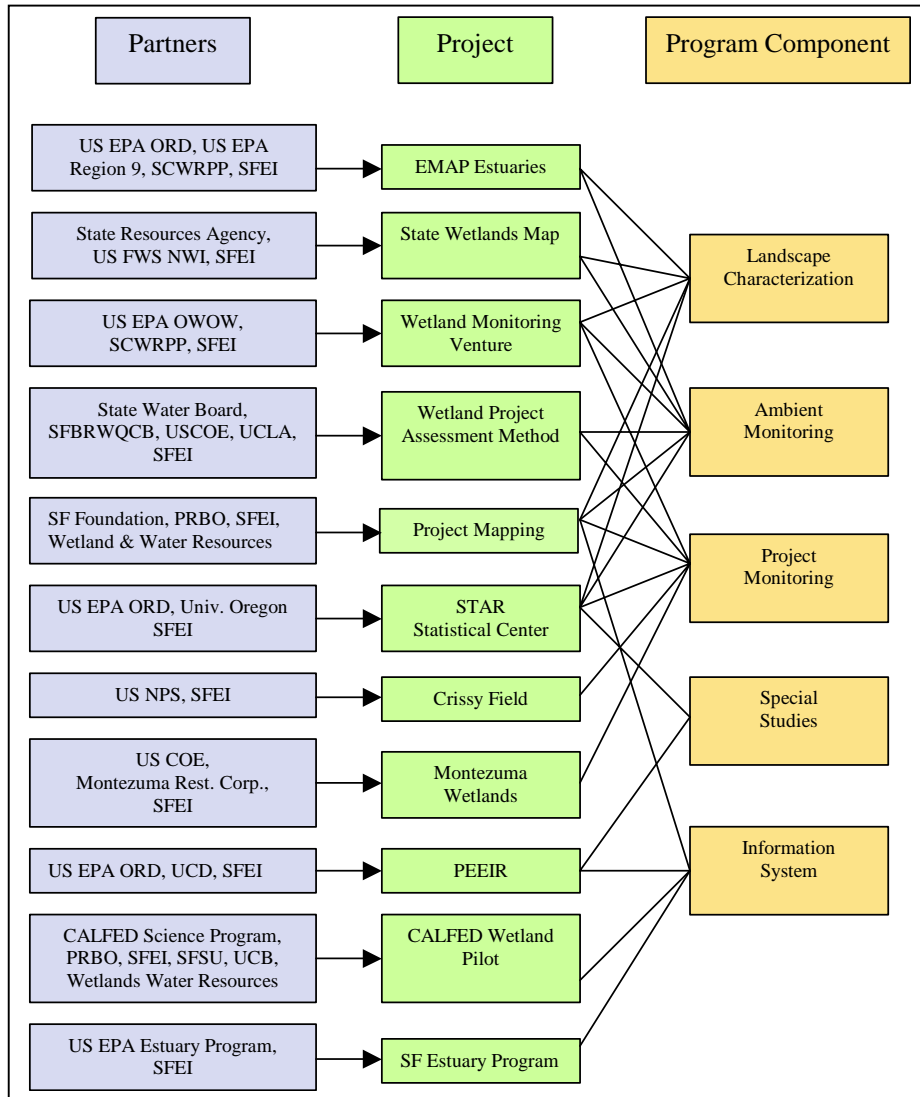 Partners
Project
Program Component
US EPA ORD, US EPA
Region 9, SCWRPP, SFEI
EMAP Estuaries
State Resources Agency,
US FWS NWI, SFEI
State Wetlands Map
Landscape
Characterization
US EPA OWOW,
SCWRPP, SFEI
Wetland Monitoring
Venture
State Water Board,
SFBRWQCB, USCOE, UCLA,
SFEI
Wetland Project
Assessment Method
Ambient
Monitoring
SF Foundation, PRBO, SFEI,
Wetland & Water Resources
Project Mapping
Project
Monitoring
US EPA ORD, Univ. Oregon
SFEI
STAR
Statistical Center
US NPS, SFEI
Crissy Field
Special
Studies
US COE,
Montezuma Rest. Corp.,
SFEI
Montezuma
Wetlands
US EPA ORD, UCD, SFEI
PEEIR
Information
System
CALFED Science Program,
PRBO, SFEI, SFSU, UCB,
Wetlands Water Resources
CALFED Wetland
Pilot
US EPA Estuary Program,
SFEI
SF Estuary Program